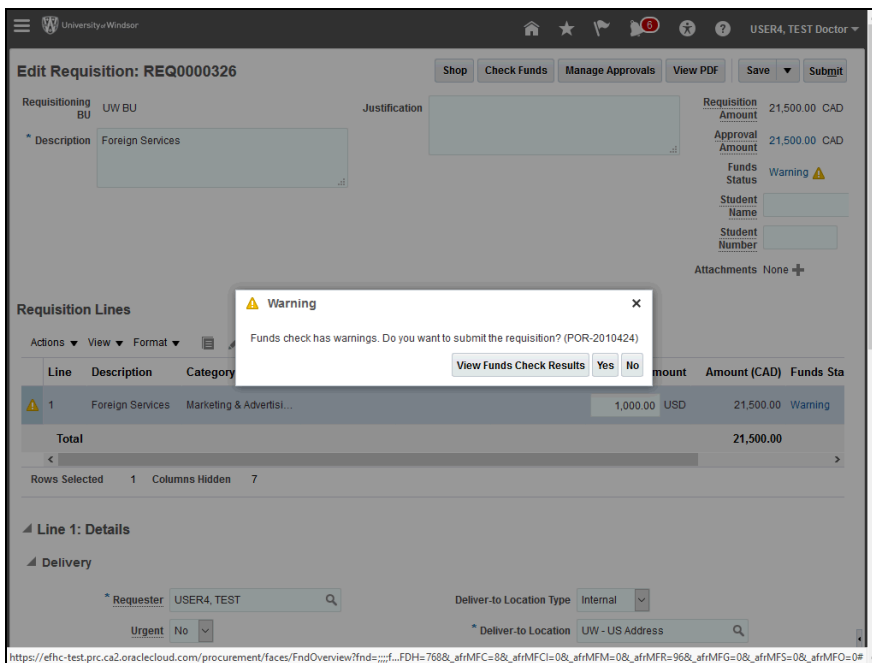 University of Windsor
6
USER4, TEST Doctor
Edit Requisition: REQ0000326
Shop
Check Funds
Manage Approvals
View PDF
Save
Submit
Requisitioning BU UW BU
* Description Foreign Services
Justification
Requisition Amount 21,500.00 CAD
Approval Amount 21,500.00 CAD
Funds Status Warning
Student Name
Student Number
Attachments None
Requisition Lines
Actions View Format
Warning
Funds check has warnings. Do you want to submit the requisition? (POR-2010424)
View Funds Check Results Yes No
Line Description Category mount Amount (CAD) Funds Sta
1 Foreign Services Marketing & Advertisi... 1,000.00 USD 21,500.00 Warning
Total 21,500.00
Rows Selected 1 Columns Hidden 7
Line 1: Details
Delivery
* Requester USER4, TEST
Deliver-to Location Type Internal
Urgent No
* Deliver-to Location UW - US Address
https://efhc-test.prc.ca2.oraclecloud.com/procurement/faces/FndOverview?fnd=;;;;f...FDH=768&_afrMFC=8&_afrMFCI=0&_afrMFM=0&_afrMFR=96&_afrMFG=0&_afrMFS=0&_afrMFO=0#